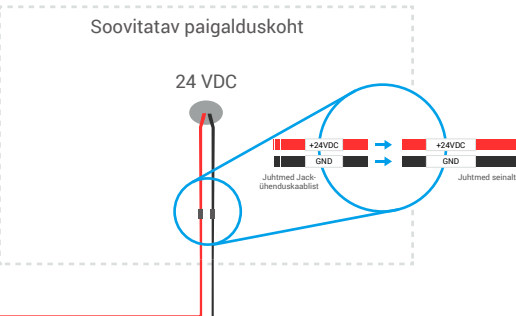 Soovitatav paigalduskoht
24 VDC
+24VDC
+24VDC
GND
GND
Juhtmed Jack-
ühenduskaablist
Juhtmed seinalt